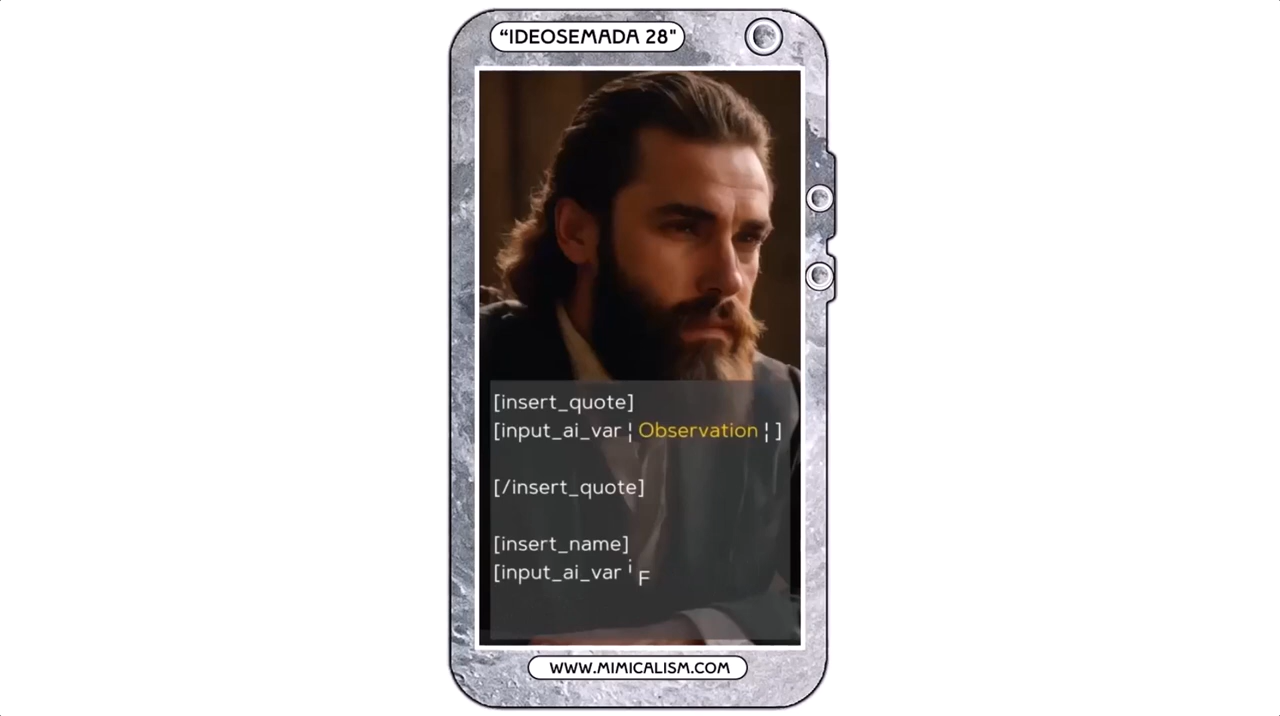 “IDEOSEMADA 28"
[insert_quote]
[input_ai_var ¦ Observation ¦ ]
[/insert_quote]
[insert_name]
[input_ai_var ¦ F
WWW.MIMICALISM.COM